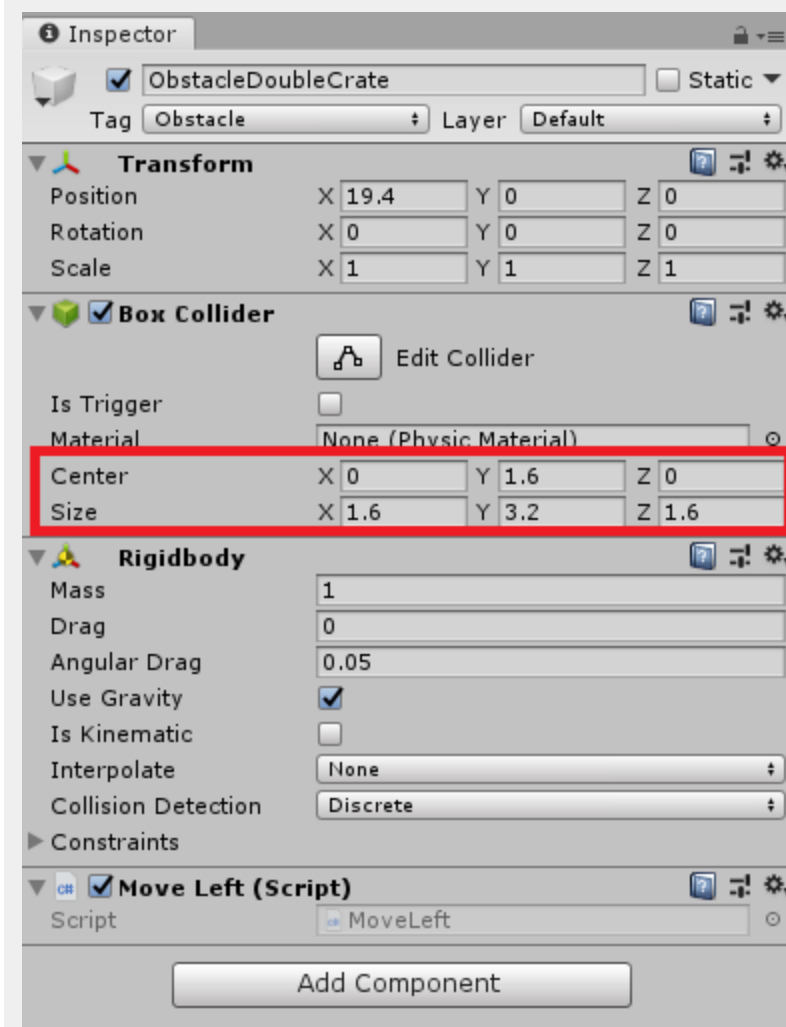 Inspector
ObstacleDoubleCrate Static
Tag Obstacle Layer Default
Transform
Position X 19.4 Y 0 Z 0
Rotation X 0 Y 0 Z 0
Scale X 1 Y 1 Z 1
Box Collider
Edit Collider
Is Trigger
Material None (Physic Material)
Center X 0 Y 1.6 Z 0
Size X 1.6 Y 3.2 Z 1.6
Rigidbody
Mass 1
Drag 0
Angular Drag 0.05
Use Gravity
Is Kinematic
Interpolate None
Collision Detection Discrete
Constraints
c# Move Left (Script)
Script MoveLeft
Add Component